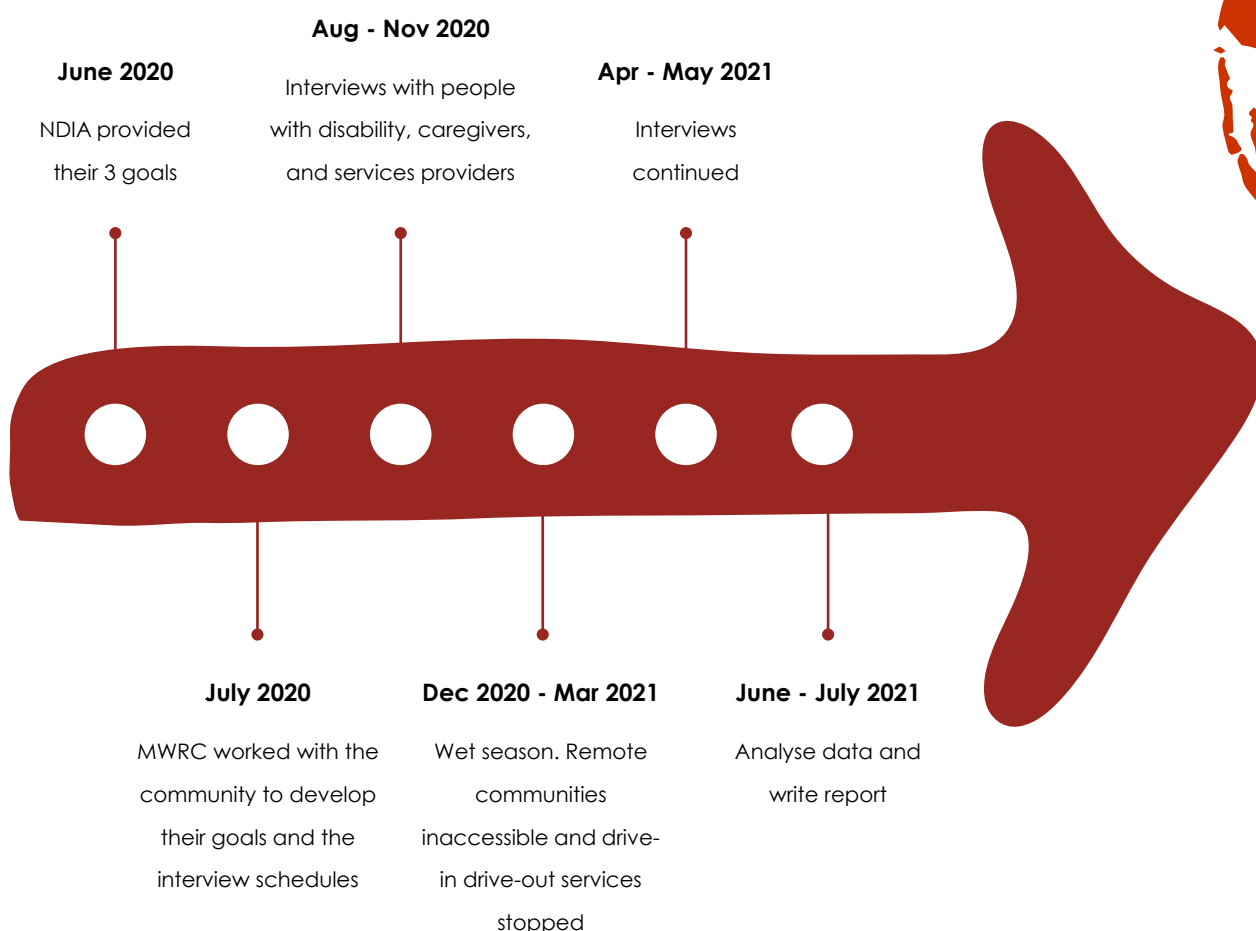 June 2020
NDIA provided
their 3 goals
Aug - Nov 2020
Interviews with people
with disability, caregivers,
and services providers
Apr - May 2021
Interviews
continued
July 2020
MWRC worked with the
community to develop
their goals and the
interview schedules
Dec 2020 - Mar 2021
Wet season. Remote
communities
inaccessible and drive-
in drive-out services
stopped
June - July 2021
Analyse data and
write report